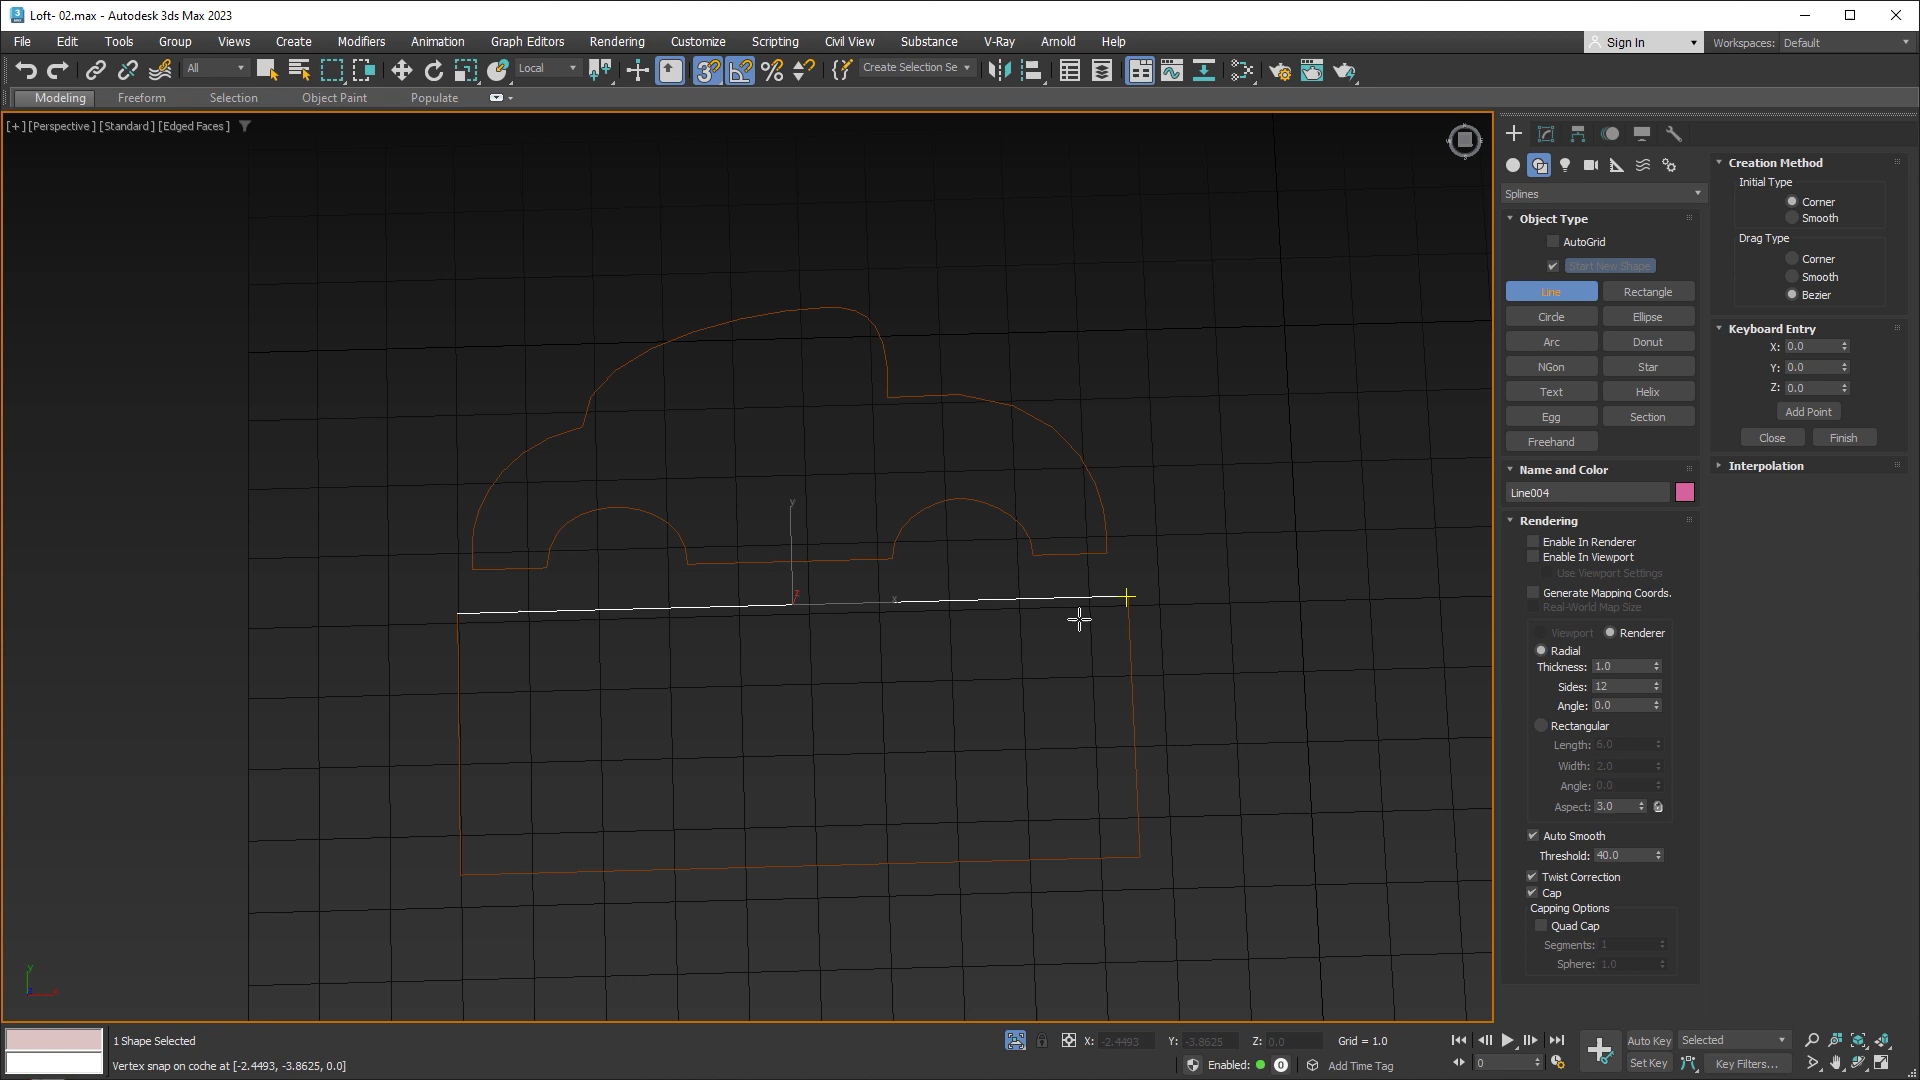 Loft- 02.max - Autodesk 3ds Max 2023
File Edit Tools Group Views Create Modifiers Animation Graph Editors Rendering Customize Scripting Civil View Substance V-Ray Arnold Help
Sign In
Workspaces: Default
All
Local
Create Selection Se
Modeling Freeform Selection Object Paint Populate
[+] [Perspective] [Standard] [Edged Faces]
Splines
Object Type
AutoGrid
Start New Shape
Line Rectangle
Circle Ellipse
Arc Donut
NGon Star
Text Helix
Egg Section
Freehand
Name and Color
Line004
Rendering
Enable In Renderer
Enable In Viewport
Use Viewport Settings
Generate Mapping Coords.
Real-World Map Size
Viewport Renderer
Radial
Thickness: 1.0
Sides: 12
Angle: 0.0
Rectangular
Length: 6.0
Width: 2.0
Angle: 0.0
Aspect: 3.0
Auto Smooth
Threshold: 40.0
Twist Correction
Cap
Capping Options
Quad Cap
Segments: 1
Sphere: 1.0
Creation Method
Initial Type
Corner
Smooth
Drag Type
Corner
Smooth
Bezier
Keyboard Entry
X: 0.0
Y: 0.0
Z: 0.0
Add Point
Close Finish
Interpolation
y
x
z
y
z
x
1 Shape Selected
Vertex snap on coche at [-2.4493, -3.8625, 0.0]
X: -2.4493 Y: -3.8625 Z: 0.0 Grid = 1.0
Enabled: 0 Add Time Tag
0
Auto Key Selected
Set Key Key Filters...